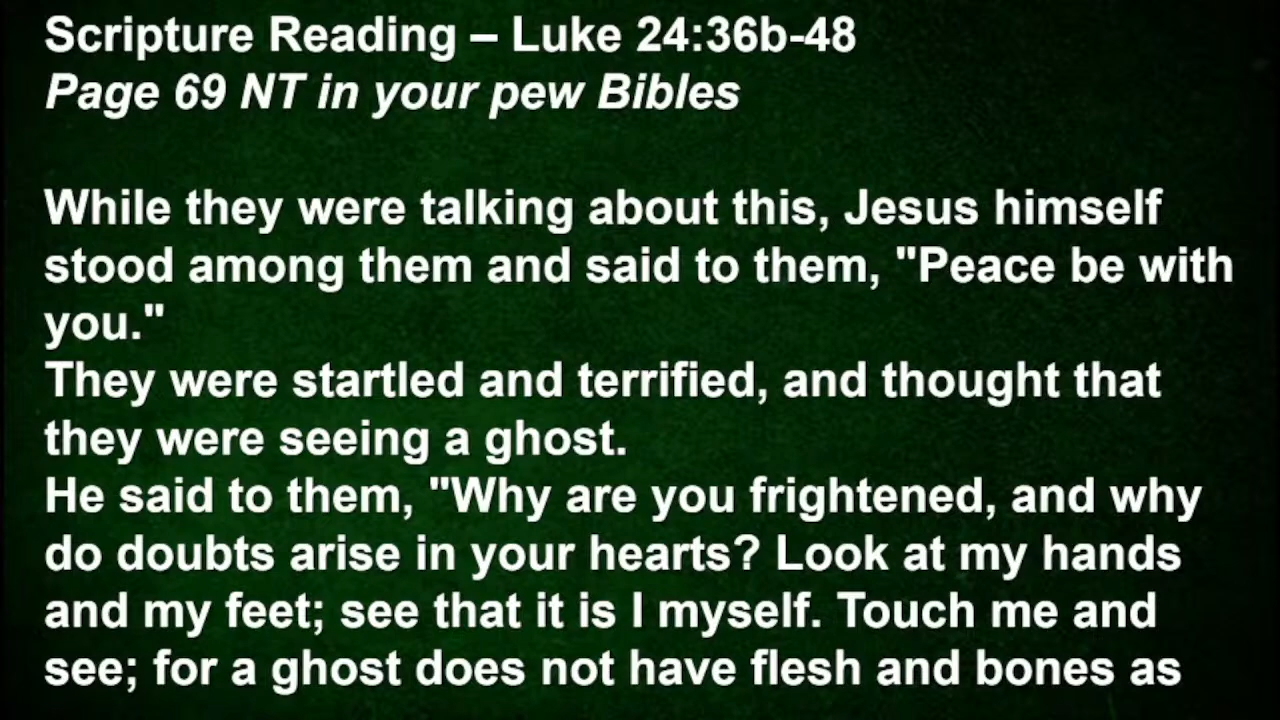 Scripture Reading – Luke 24:36b-48
Page 69 NT in your pew Bibles
While they were talking about this, Jesus himself
stood among them and said to them, "Peace be with
you."
They were startled and terrified, and thought that
they were seeing a ghost.
He said to them, "Why are you frightened, and why
do doubts arise in your hearts? Look at my hands
and my feet; see that it is I myself. Touch me and
see; for a ghost does not have flesh and bones as